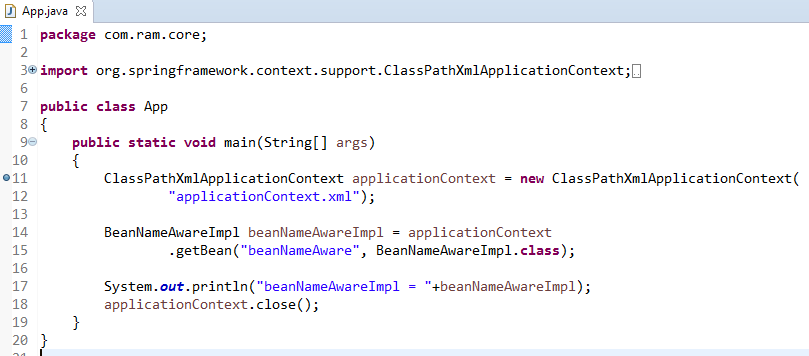 App.java
1 package com.ram.core;
2
3 import org.springframework.context.support.ClassPathXmlApplicationContext;
6
7 public class App
8 {
9 public static void main(String[] args)
10 {
11 ClassPathXmlApplicationContext applicationContext = new ClassPathXmlApplicationContext(
12 "applicationContext.xml");
13
14 BeanNameAwareImpl beanNameAwareImpl = applicationContext
15 .getBean("beanNameAware", BeanNameAwareImpl.class);
16
17 System.out.println("beanNameAwareImpl = "+beanNameAwareImpl);
18 applicationContext.close();
19 }
20 }
21